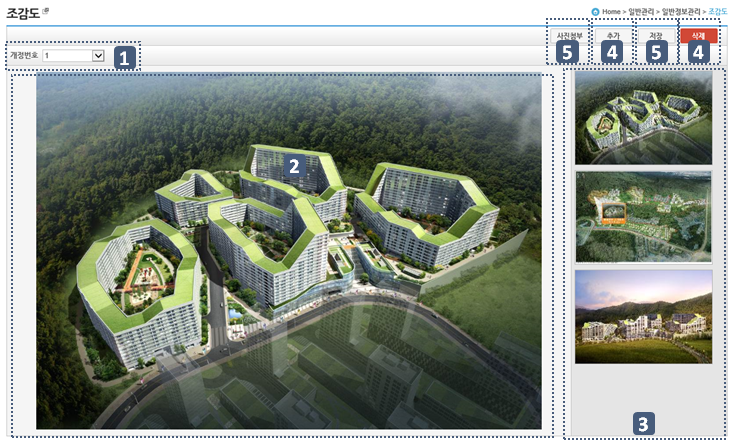 조감도
Home > 일반관리 > 일반정보관리 > 조감도
사진첨부 추가 저장 삭제
5 4 5 4
개정번호 1
1
2
3